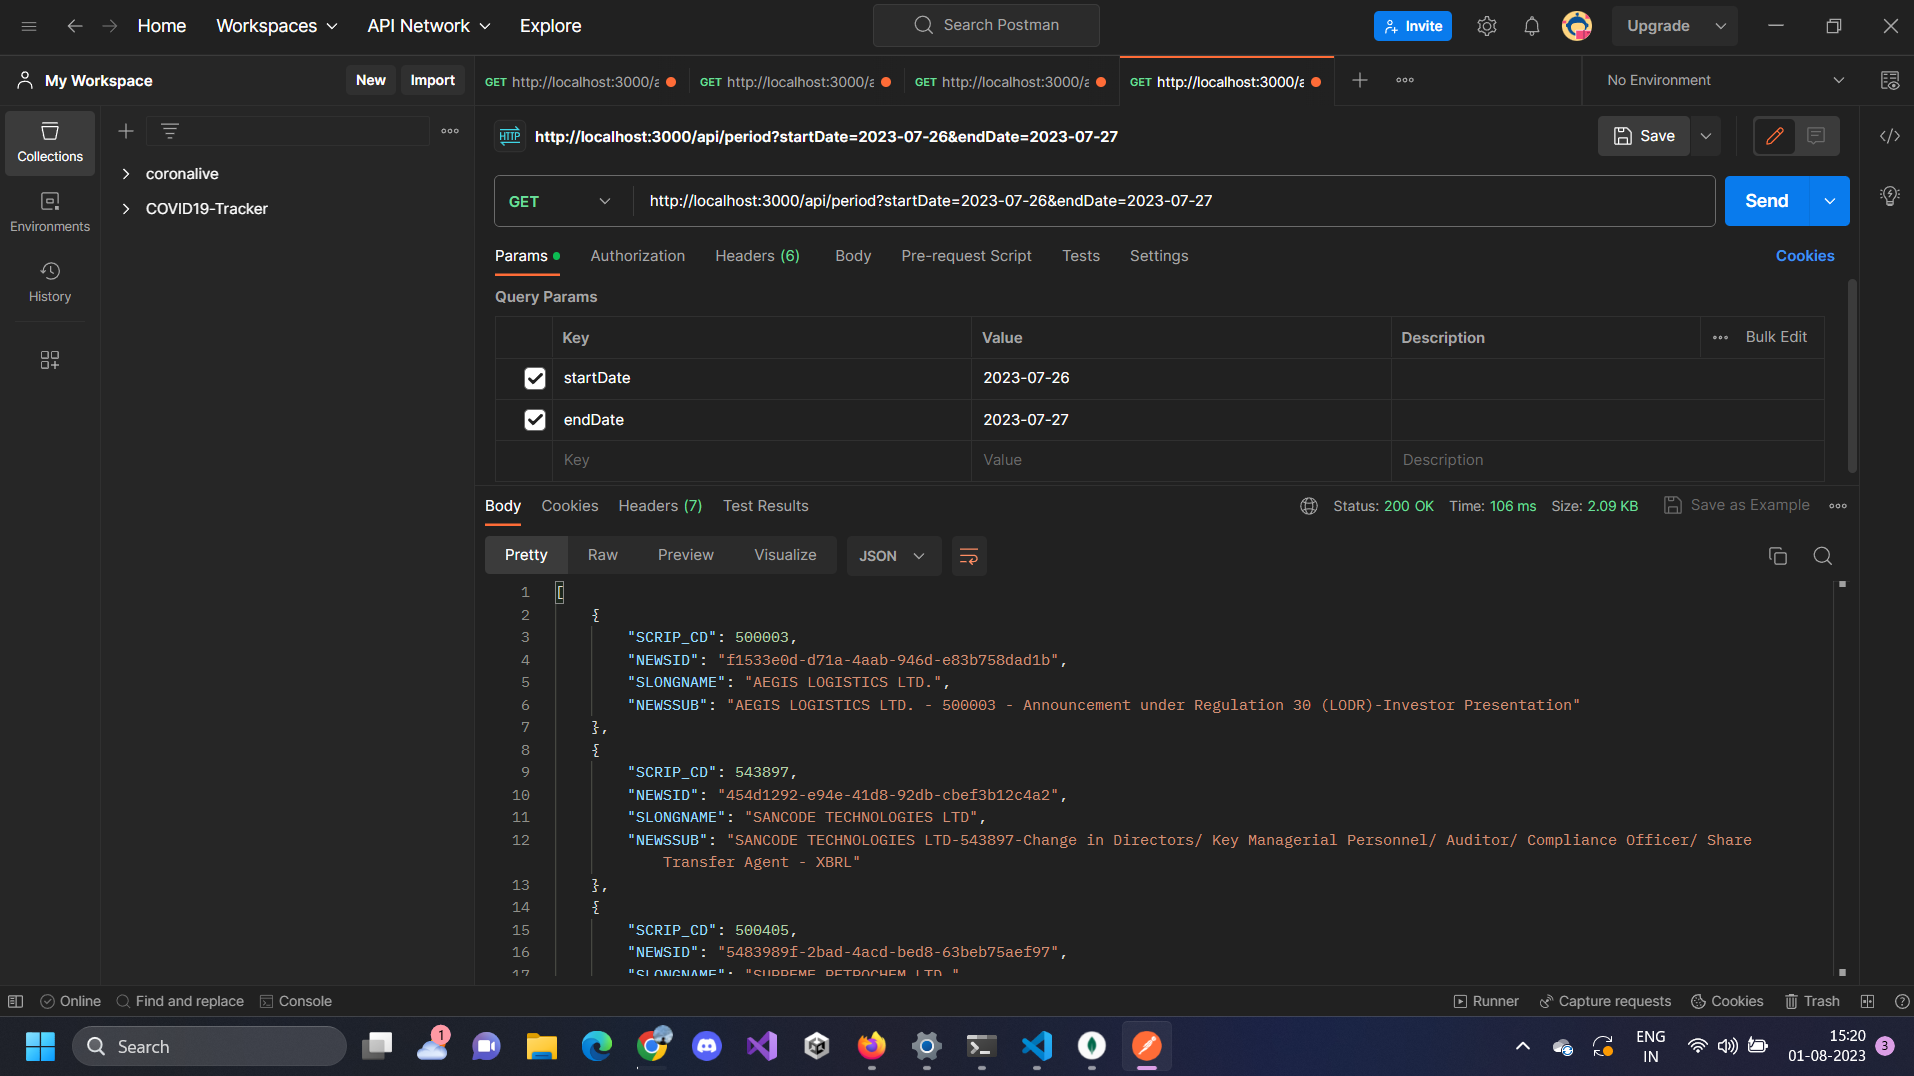 Home Workspaces API Network Explore Search Postman Invite Upgrade
My Workspace New Import GET http://localhost:3000/a GET http://localhost:3000/a GET http://localhost:3000/a GET http://localhost:3000/a No Environment
HTTP http://localhost:3000/api/period?startDate=2023-07-26&endDate=2023-07-27 Save
Collections
coronalive
COVID19-Tracker
Environments
History
GET http://localhost:3000/api/period?startDate=2023-07-26&endDate=2023-07-27 Send
Params Authorization Headers (6) Body Pre-request Script Tests Settings Cookies
Query Params
Key Value Description Bulk Edit
startDate 2023-07-26
endDate 2023-07-27
Key Value Description
Body Cookies Headers (7) Test Results Status: 200 OK Time: 106 ms Size: 2.09 KB Save as Example
Pretty Raw Preview Visualize JSON
1 [
2 {
3 "SCRIP_CD": 500003,
4 "NEWSID": "f1533e0d-d71a-4aab-946d-e83b758dad1b",
5 "SLONGNAME": "AEGIS LOGISTICS LTD.",
6 "NEWSSUB": "AEGIS LOGISTICS LTD. - 500003 - Announcement under Regulation 30 (LODR)-Investor Presentation"
7 },
8 {
9 "SCRIP_CD": 543897,
10 "NEWSID": "454d1292-e94e-41d8-92db-cbef3b12c4a2",
11 "SLONGNAME": "SANCODE TECHNOLOGIES LTD",
12 "NEWSSUB": "SANCODE TECHNOLOGIES LTD-543897-Change in Directors/ Key Managerial Personnel/ Auditor/ Compliance Officer/ Share
Transfer Agent - XBRL"
13 },
14 {
15 "SCRIP_CD": 500405,
16 "NEWSID": "5483989f-2bad-4acd-bed8-63beb75aef97",
17 "SLONGNAME": "SUPREME PETROCHEM LTD."
Online Find and replace Console Runner Capture requests Cookies Trash
Search 1 ENG 15:20 3
IN 01-08-2023